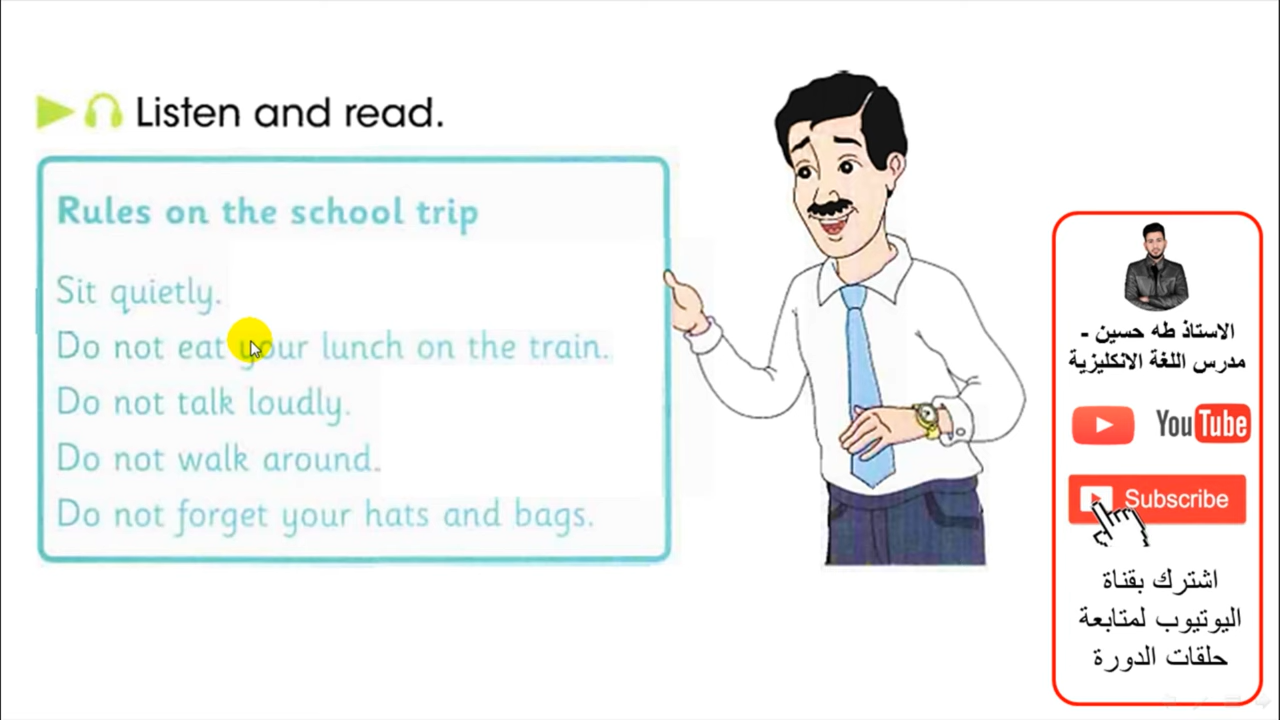 Listen and read.
Rules on the school trip
Sit quietly.
Do not eat your lunch on the train.
Do not talk loudly.
Do not walk around.
Do not forget your hats and bags.
الاستاذ طه حسين -
مدرس اللغة الانكليزية
YouTube
Subscribe
اشترك بقناة
اليوتيوب لمتابعة
حلقات الدورة